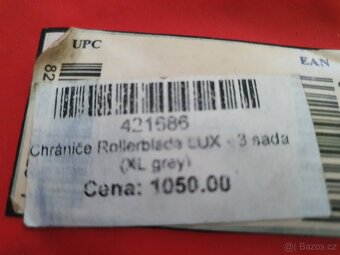 UPC
EAN
82
421686
Chrániče Rollerblade LUX - 3 sada
(XL grey)
Cena: 1050.00
Bazos.cz